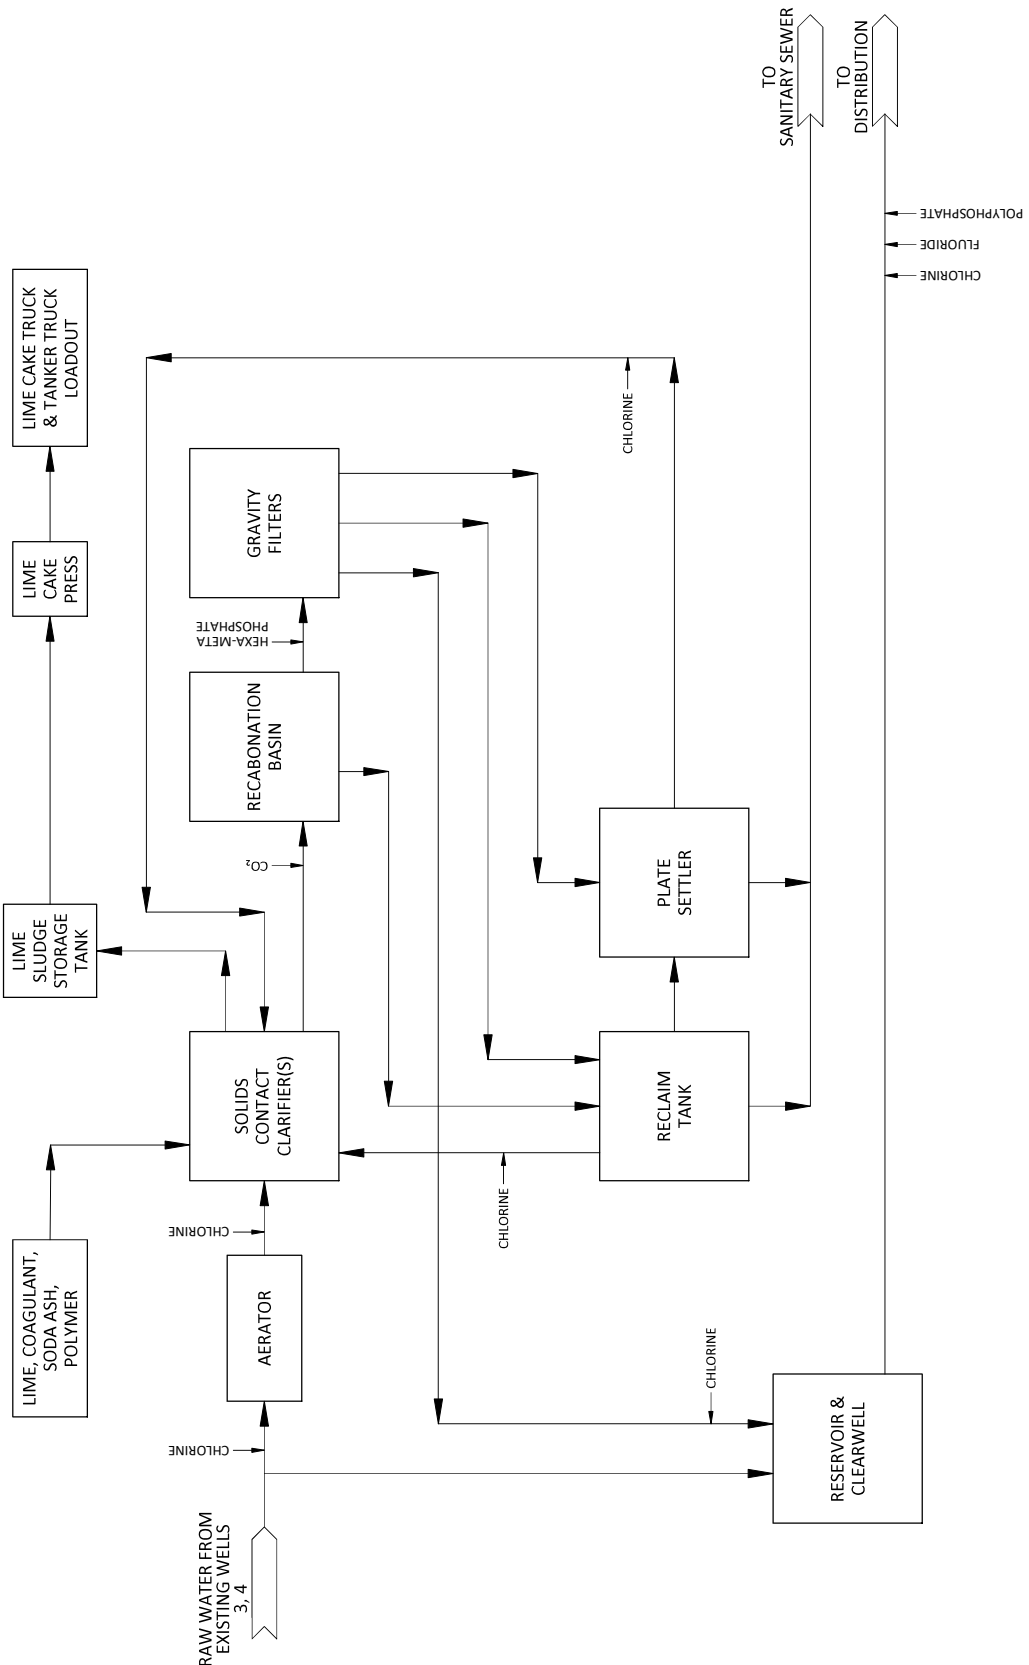 RAW WATER FROM
EXISTING WELLS
3, 4
CHLORINE
AERATOR
CHLORINE
LIME, COAGULANT,
SODA ASH,
POLYMER
SOLIDS
CONTACT
CLARIFIER(S)
LIME
SLUDGE
STORAGE
TANK
LIME
CAKE
PRESS
LIME CAKE TRUCK
& TANKER TRUCK
LOADOUT
CO₂
RECABONATION
BASIN
HEXA-META
PHOSPHATE
GRAVITY
FILTERS
CHLORINE
RECLAIM
TANK
PLATE
SETTLER
CHLORINE
CHLORINE
RESERVOIR &
CLEARWELL
CHLORINE
FLUORIDE
POLYPHOSPHATE
TO
SANITARY SEWER
TO
DISTRIBUTION